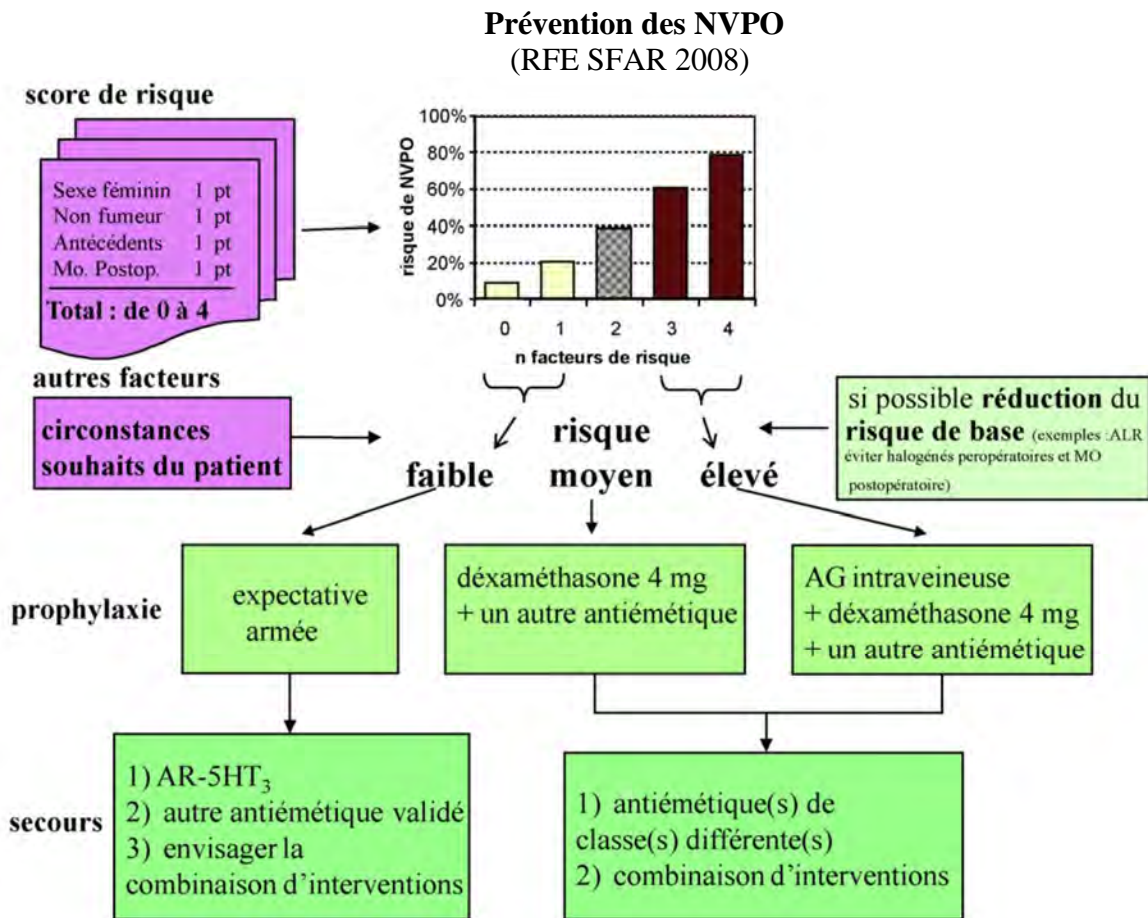 Prévention des NVPO
(RFE SFAR 2008)
score de risque
Sexe féminin 1 pt
Non fumeur 1 pt
Antécédents 1 pt
Mo. Postop. 1 pt
Total : de 0 à 4
risque de NVPO
100%
80%
60%
40%
20%
0%
0 1 2 3 4
n facteurs de risque
autres facteurs
circonstances
souhaits du patient
risque
faible moyen élevé
si possible réduction du
risque de base (exemples :ALR
éviter halogénés peropératoires et MO
postopératoire)
prophylaxie
expectative
armée
déxaméthasone 4 mg
+ un autre antiémétique
AG intraveineuse
+ déxaméthasone 4 mg
+ un autre antiémétique
secours
1) AR-5HT₃
2) autre antiémétique validé
3) envisager la
combinaison d'interventions
1) antiémétique(s) de
classe(s) différente(s)
2) combinaison d'interventions